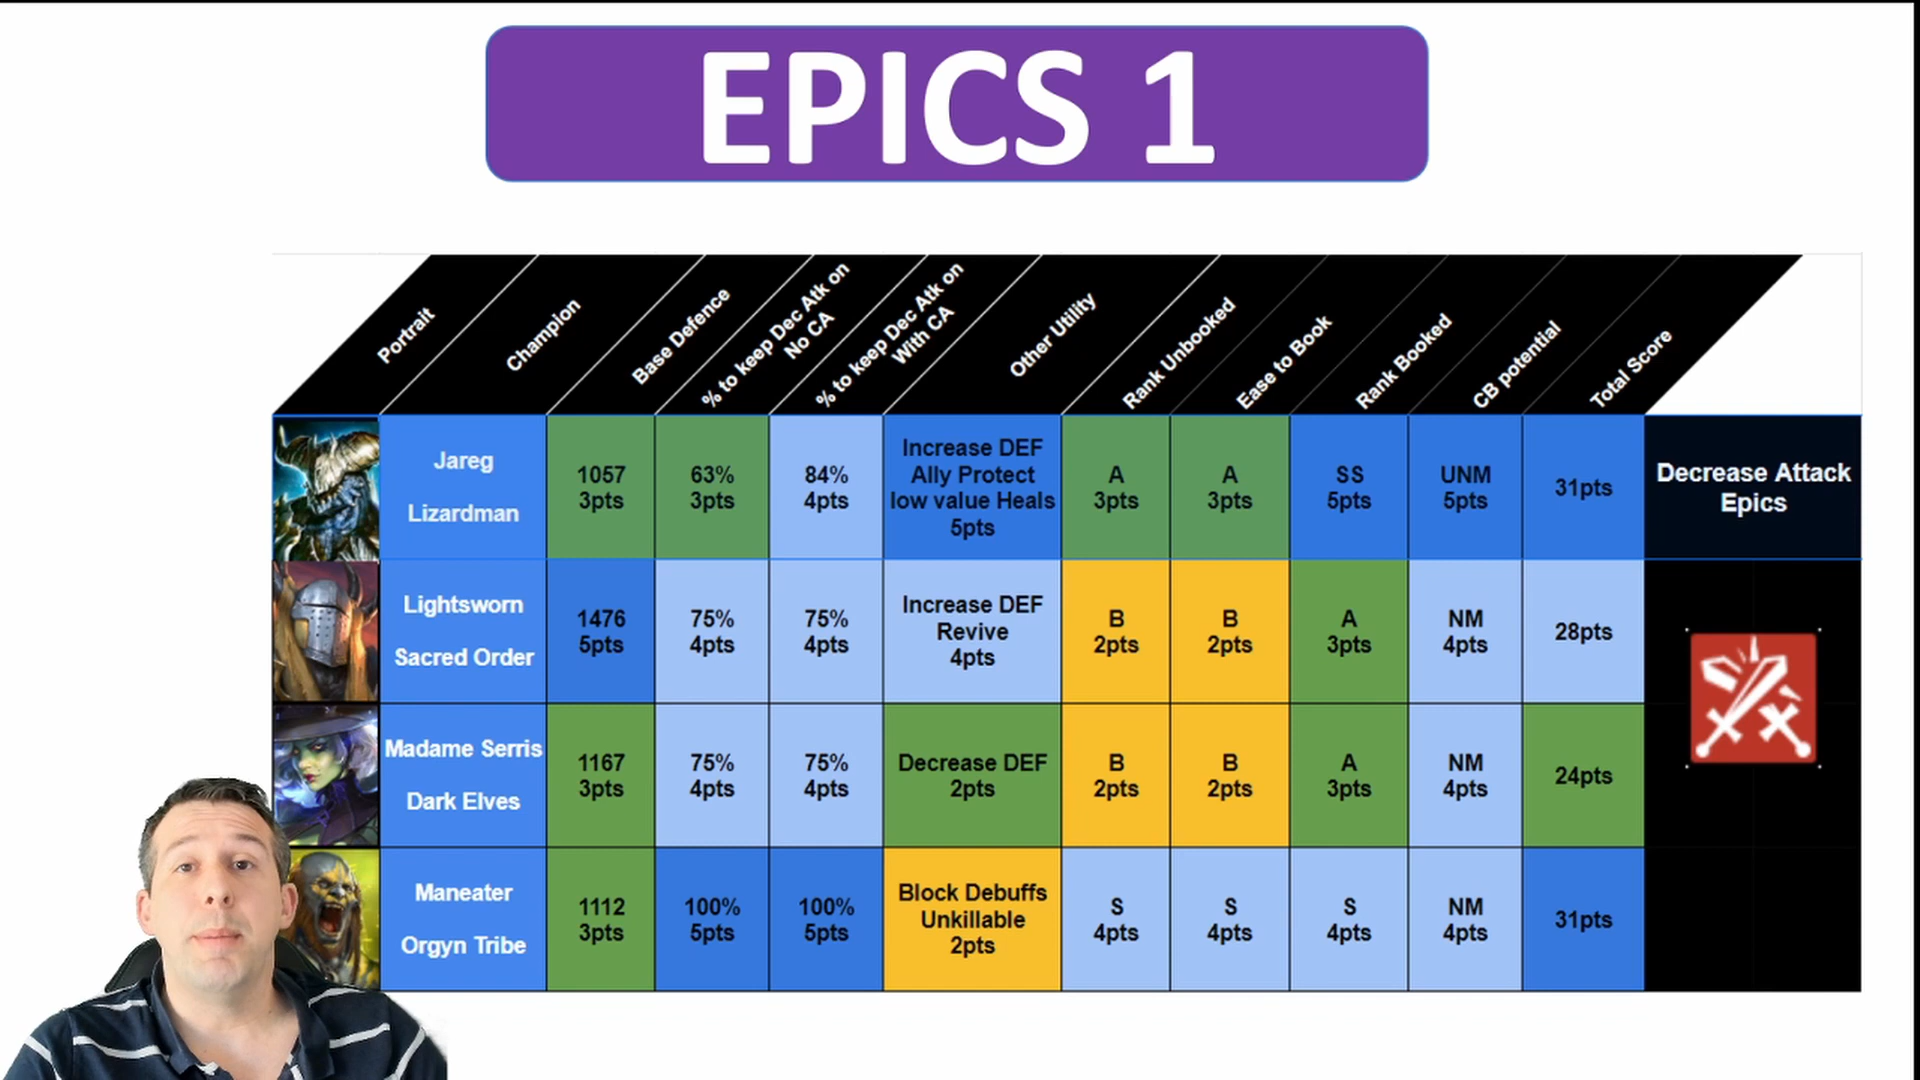 EPICS 1
Portrait
Champion
Base Defence
% to keep Dec Atk on
No CA
% to keep Dec Atk on
With CA
Other Utility
Rank Unbooked
Ease to Book
Rank Booked
CB potential
Total Score
Jareg
Lizardman
1057
3pts
63%
3pts
84%
4pts
Increase DEF
Ally Protect
low value Heals
5pts
A
3pts
A
3pts
SS
5pts
UNM
5pts
31pts
Decrease Attack
Epics
Lightsworn
Sacred Order
1476
5pts
75%
4pts
75%
4pts
Increase DEF
Revive
4pts
B
2pts
B
2pts
A
3pts
NM
4pts
28pts
Madame Serris
Dark Elves
1167
3pts
75%
4pts
75%
4pts
Decrease DEF
2pts
B
2pts
B
2pts
A
3pts
NM
4pts
24pts
Maneater
Orgyn Tribe
1112
3pts
100%
5pts
100%
5pts
Block Debuffs
Unkillable
2pts
S
4pts
S
4pts
S
4pts
NM
4pts
31pts